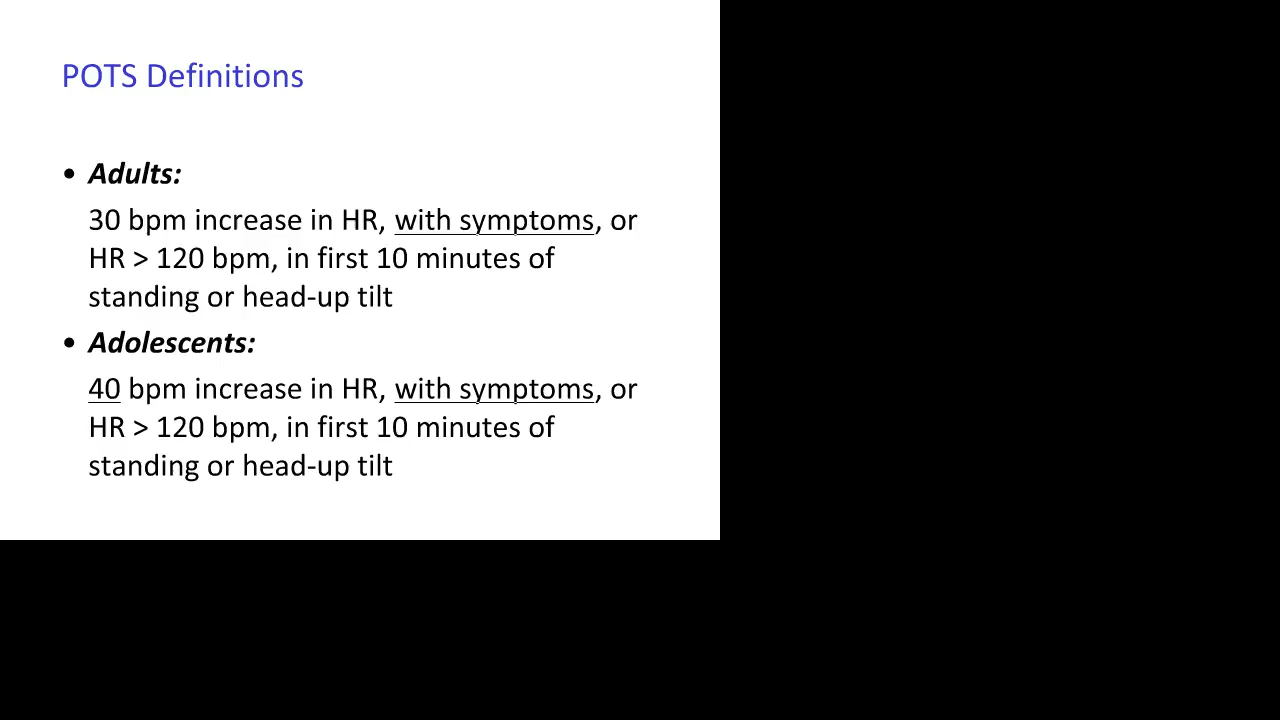 POTS Definitions
• Adults:
30 bpm increase in HR, with symptoms, or
HR > 120 bpm, in first 10 minutes of
standing or head-up tilt
• Adolescents:
40 bpm increase in HR, with symptoms, or
HR > 120 bpm, in first 10 minutes of
standing or head-up tilt